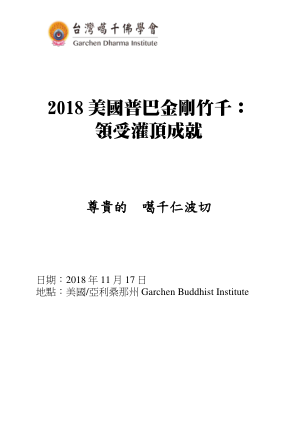 台灣噶千佛學會
Garchen Dharma Institute
2018 美國普巴金剛竹千：
領受灌頂成就
尊貴的　噶千仁波切
日期：2018 年 11 月 17 日
地點：美國/亞利桑那州 Garchen Buddhist Institute